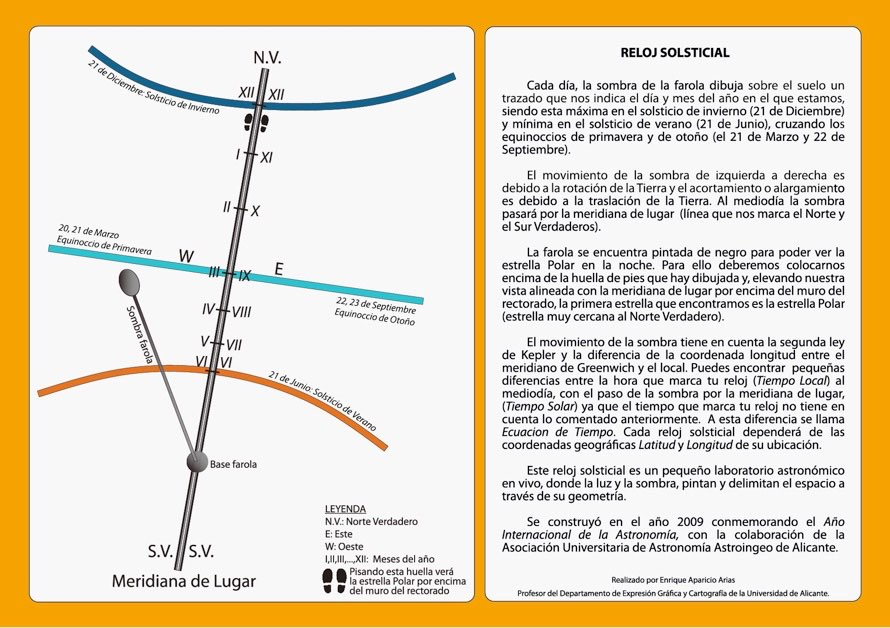 N.V.
XII XII
21 de Diciembre: Solsticio de Invierno
I XI
II X
20, 21 de Marzo
Equinoccio de Primavera
W
E
III IX
22, 23 de Septiembre
Equinoccio de Otoño
IV VIII
Sombra farola
V VII
VI VI
21 de Junio: Solsticio de Verano
Base farola
S.V. S.V.
Meridiana de Lugar
LEYENDA
N.V.: Norte Verdadero
E: Este
W: Oeste
I,II,III,...,XII: Meses del año
Pisando esta huella verá
la estrella Polar por encima
del muro del rectorado
RELOJ SOLSTICIAL
Cada día, la sombra de la farola dibuja sobre el suelo un
trazado que nos indica el día y mes del año en el que estamos,
siendo esta máxima en el solsticio de invierno (21 de Diciembre)
y mínima en el solsticio de verano (21 de Junio), cruzando los
equinoccios de primavera y de otoño (el 21 de Marzo y 22 de
Septiembre).
El movimiento de la sombra de izquierda a derecha es
debido a la rotación de la Tierra y el acortamiento o alargamiento
es debido a la traslación de la Tierra. Al mediodía la sombra
pasará por la meridiana de lugar (línea que nos marca el Norte y
el Sur Verdaderos).
La farola se encuentra pintada de negro para poder ver la
estrella Polar en la noche. Para ello deberemos colocarnos
encima de la huella de pies que hay dibujada y, elevando nuestra
vista alineada con la meridiana de lugar por encima del muro del
rectorado, la primera estrella que encontramos es la estrella Polar
(estrella muy cercana al Norte Verdadero).
El movimiento de la sombra tiene en cuenta la segunda ley
de Kepler y la diferencia de la coordenada longitud entre el
meridiano de Greenwich y el local. Puedes encontrar pequeñas
diferencias entre la hora que marca tu reloj (Tiempo Local) al
mediodía, con el paso de la sombra por la meridiana de lugar,
(Tiempo Solar) ya que el tiempo que marca tu reloj no tiene en
cuenta lo comentado anteriormente. A esta diferencia se llama
Ecuacion de Tiempo. Cada reloj solsticial dependerá de las
coordenadas geográficas Latitud y Longitud de su ubicación.
Este reloj solsticial es un pequeño laboratorio astronómico
en vivo, donde la luz y la sombra, pintan y delimitan el espacio a
través de su geometría.
Se construyó en el año 2009 conmemorando el Año
Internacional de la Astronomía, con la colaboración de la
Asociación Universitaria de Astronomía Astroingeo de Alicante.
Realizado por Enrique Aparicio Arias
Profesor del Departamento de Expresión Gráfica y Cartografía de la Universidad de Alicante.